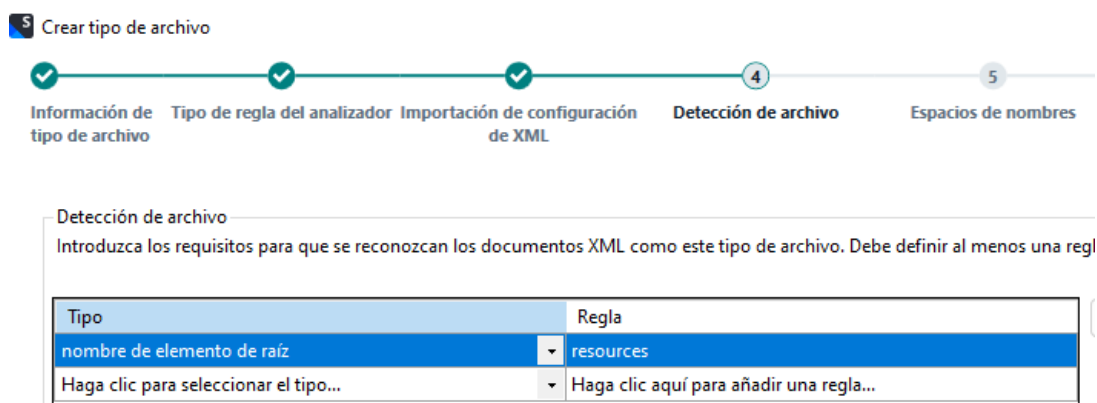 Crear tipo de archivo
4
5
Información de tipo de archivo
Tipo de regla del analizador
Importación de configuración de XML
Detección de archivo
Espacios de nombres
Detección de archivo
Introduzca los requisitos para que se reconozcan los documentos XML como este tipo de archivo. Debe definir al menos una regl
Tipo Regla
nombre de elemento de raíz resources
Haga clic para seleccionar el tipo... Haga clic aquí para añadir una regla...